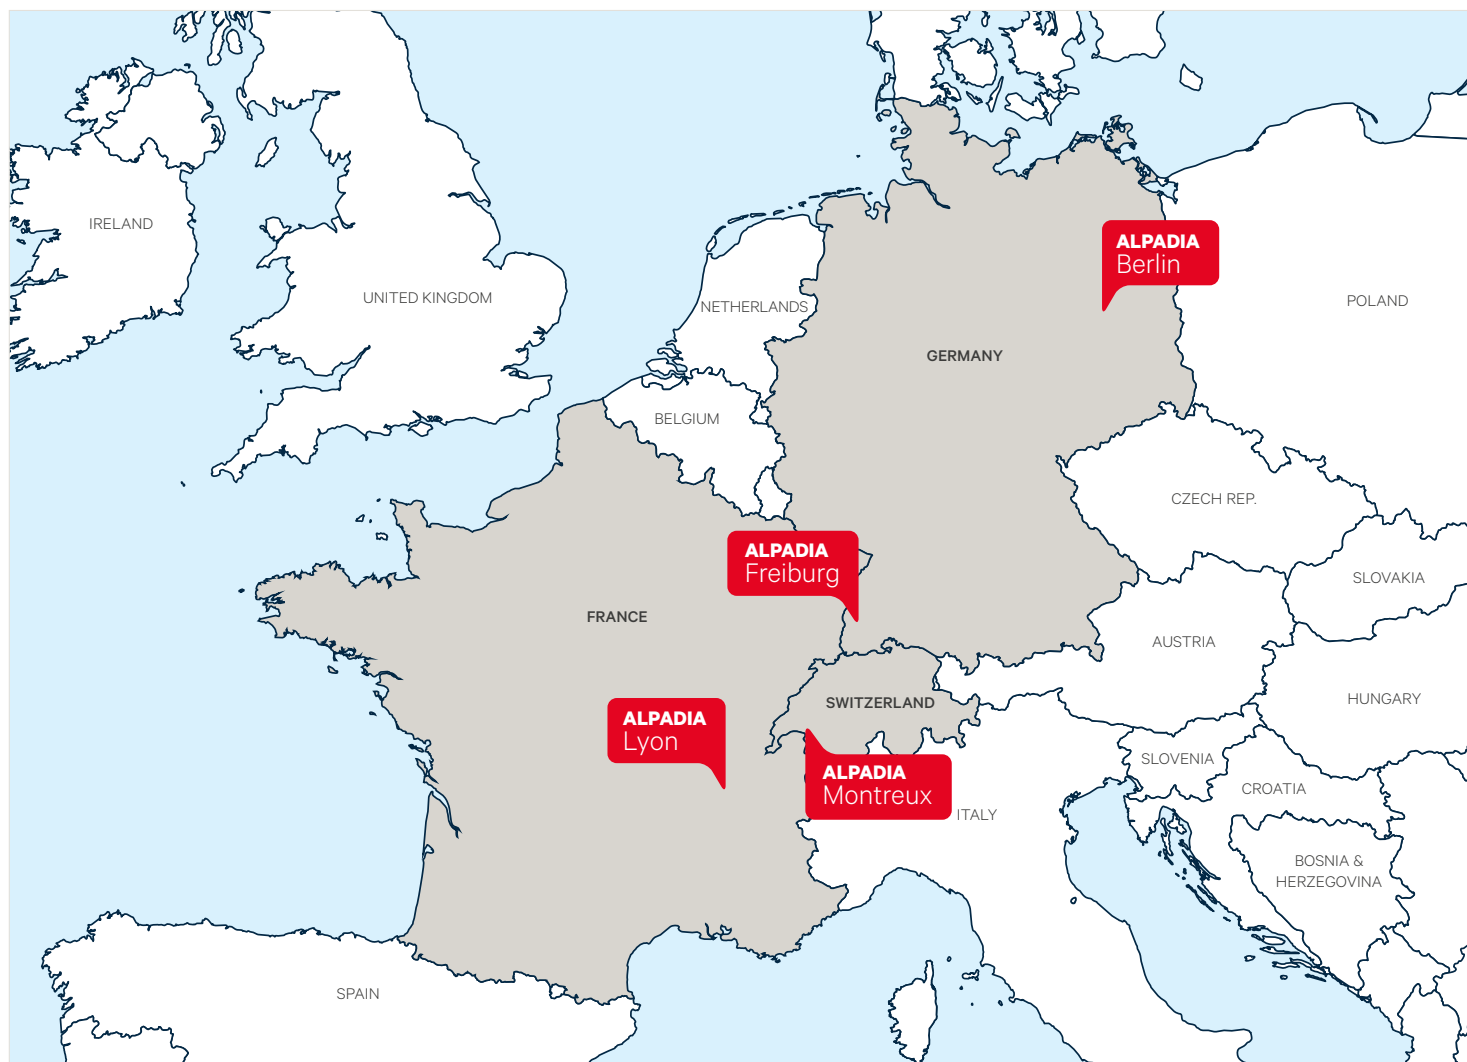 IRELAND
UNITED KINGDOM
NETHERLANDS
BELGIUM
ALPADIA
Berlin
POLAND
GERMANY
CZECH REP.
SLOVAKIA
ALPADIA
Freiburg
FRANCE
AUSTRIA
HUNGARY
SWITZERLAND
ALPADIA
Lyon
ALPADIA
Montreux
SLOVENIA
CROATIA
ITALY
BOSNIA &
HERZEGOVINA
SPAIN